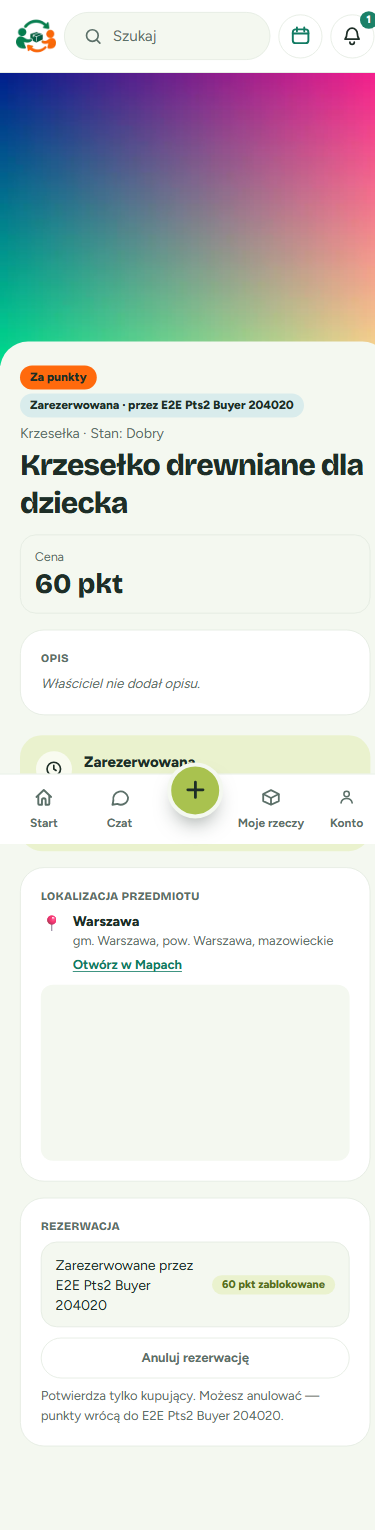 Szukaj
1
Za punkty
Zarezerwowana · przez E2E Pts2 Buyer 204020
Krzesełka · Stan: Dobry
Krzesełko drewniane dla
dziecka
Cena
60 pkt
OPIS
Właściciel nie dodał opisu.
Zarezerwowana
Start
Czat
Moje rzeczy
Konto
LOKALIZACJA PRZEDMIOTU
Warszawa
gm. Warszawa, pow. Warszawa, mazowieckie
Otwórz w Mapach
REZERWACJA
Zarezerwowane przez
E2E Pts2 Buyer
204020
60 pkt zablokowane
Anuluj rezerwację
Potwierdza tylko kupujący. Możesz anulować —
punkty wrócą do E2E Pts2 Buyer 204020.